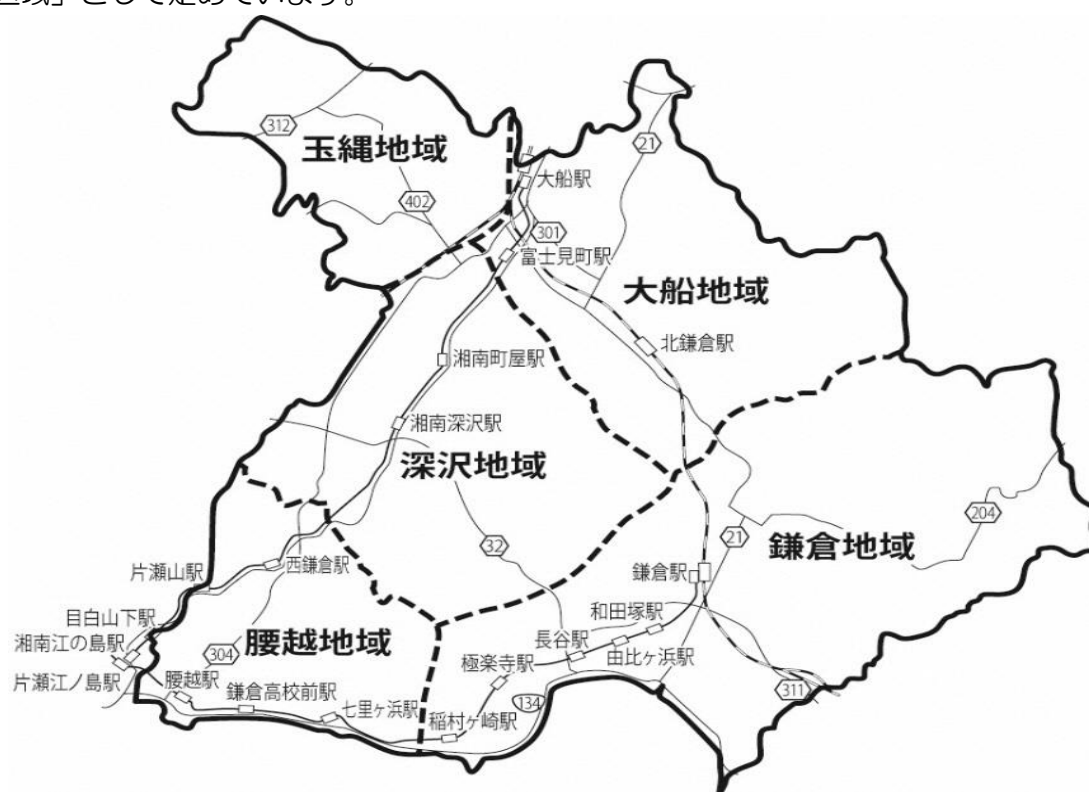 区域」として定めています。
312
玉縄地域
21
大船駅
402
301
富士見町駅
大船地域
北鎌倉駅
湘南町屋駅
湘南深沢駅
深沢地域
204
32
21
鎌倉地域
西鎌倉駅
片瀬山駅
鎌倉駅
目白山下駅
和田塚駅
湘南江の島駅
304
腰越地域
長谷駅
由比ヶ浜駅
片瀬江ノ島駅
腰越駅
極楽寺駅
鎌倉高校前駅
134
311
七里ヶ浜駅
稲村ヶ崎駅